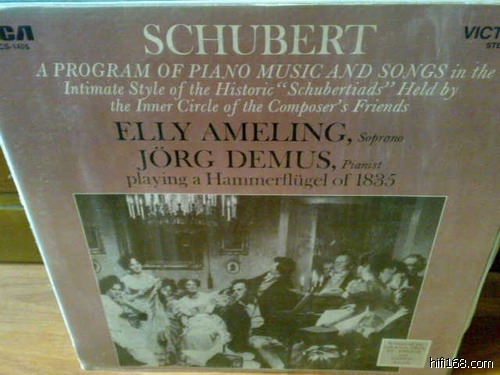 RCA
VICT
CS-1405
SCHUBERT
A PROGRAM OF PIANO MUSIC AND SONGS in the
Intimate Style of the Historic "Schubertiads" Held by
the Inner Circle of the Composer's Friends
ELLY AMELING, Soprano
JÖRG DEMUS, Pianist
playing a Hammerflügel of 1835
hifi168.com